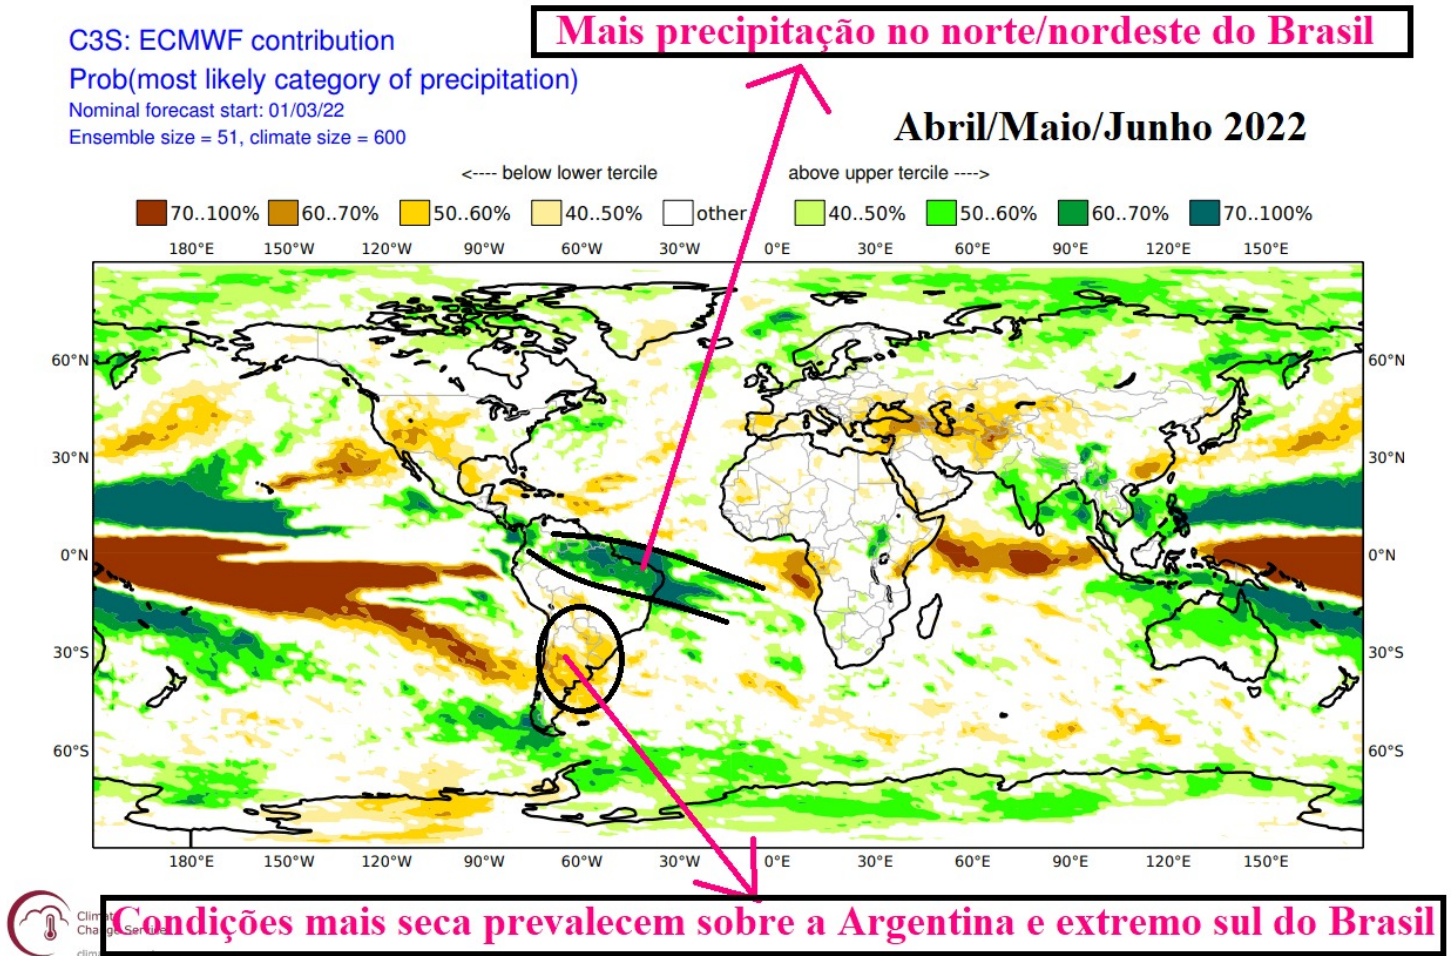 C3S: ECMWF contribution
Mais precipitação no norte/nordeste do Brasil
Prob(most likely category of precipitation)
Nominal forecast start: 01/03/22
Ensemble size = 51, climate size = 600
Abril/Maio/Junho 2022
<---- below lower tercile above upper tercile ---->
70..100% 60..70% 50..60% 40..50% other 40..50% 50..60% 60..70% 70..100%
180°E 150°W 120°W 90°W 60°W 30°W 0°E 30°E 60°E 90°E 120°E 150°E
60°N 60°N
30°N 30°N
0°N 0°N
30°S 30°S
60°S 60°S
180°E 150°W 120°W 90°W 60°W 30°W 0°E 30°E 60°E 90°E 120°E 150°E
Condições mais seca prevalecem sobre a Argentina e extremo sul do Brasil